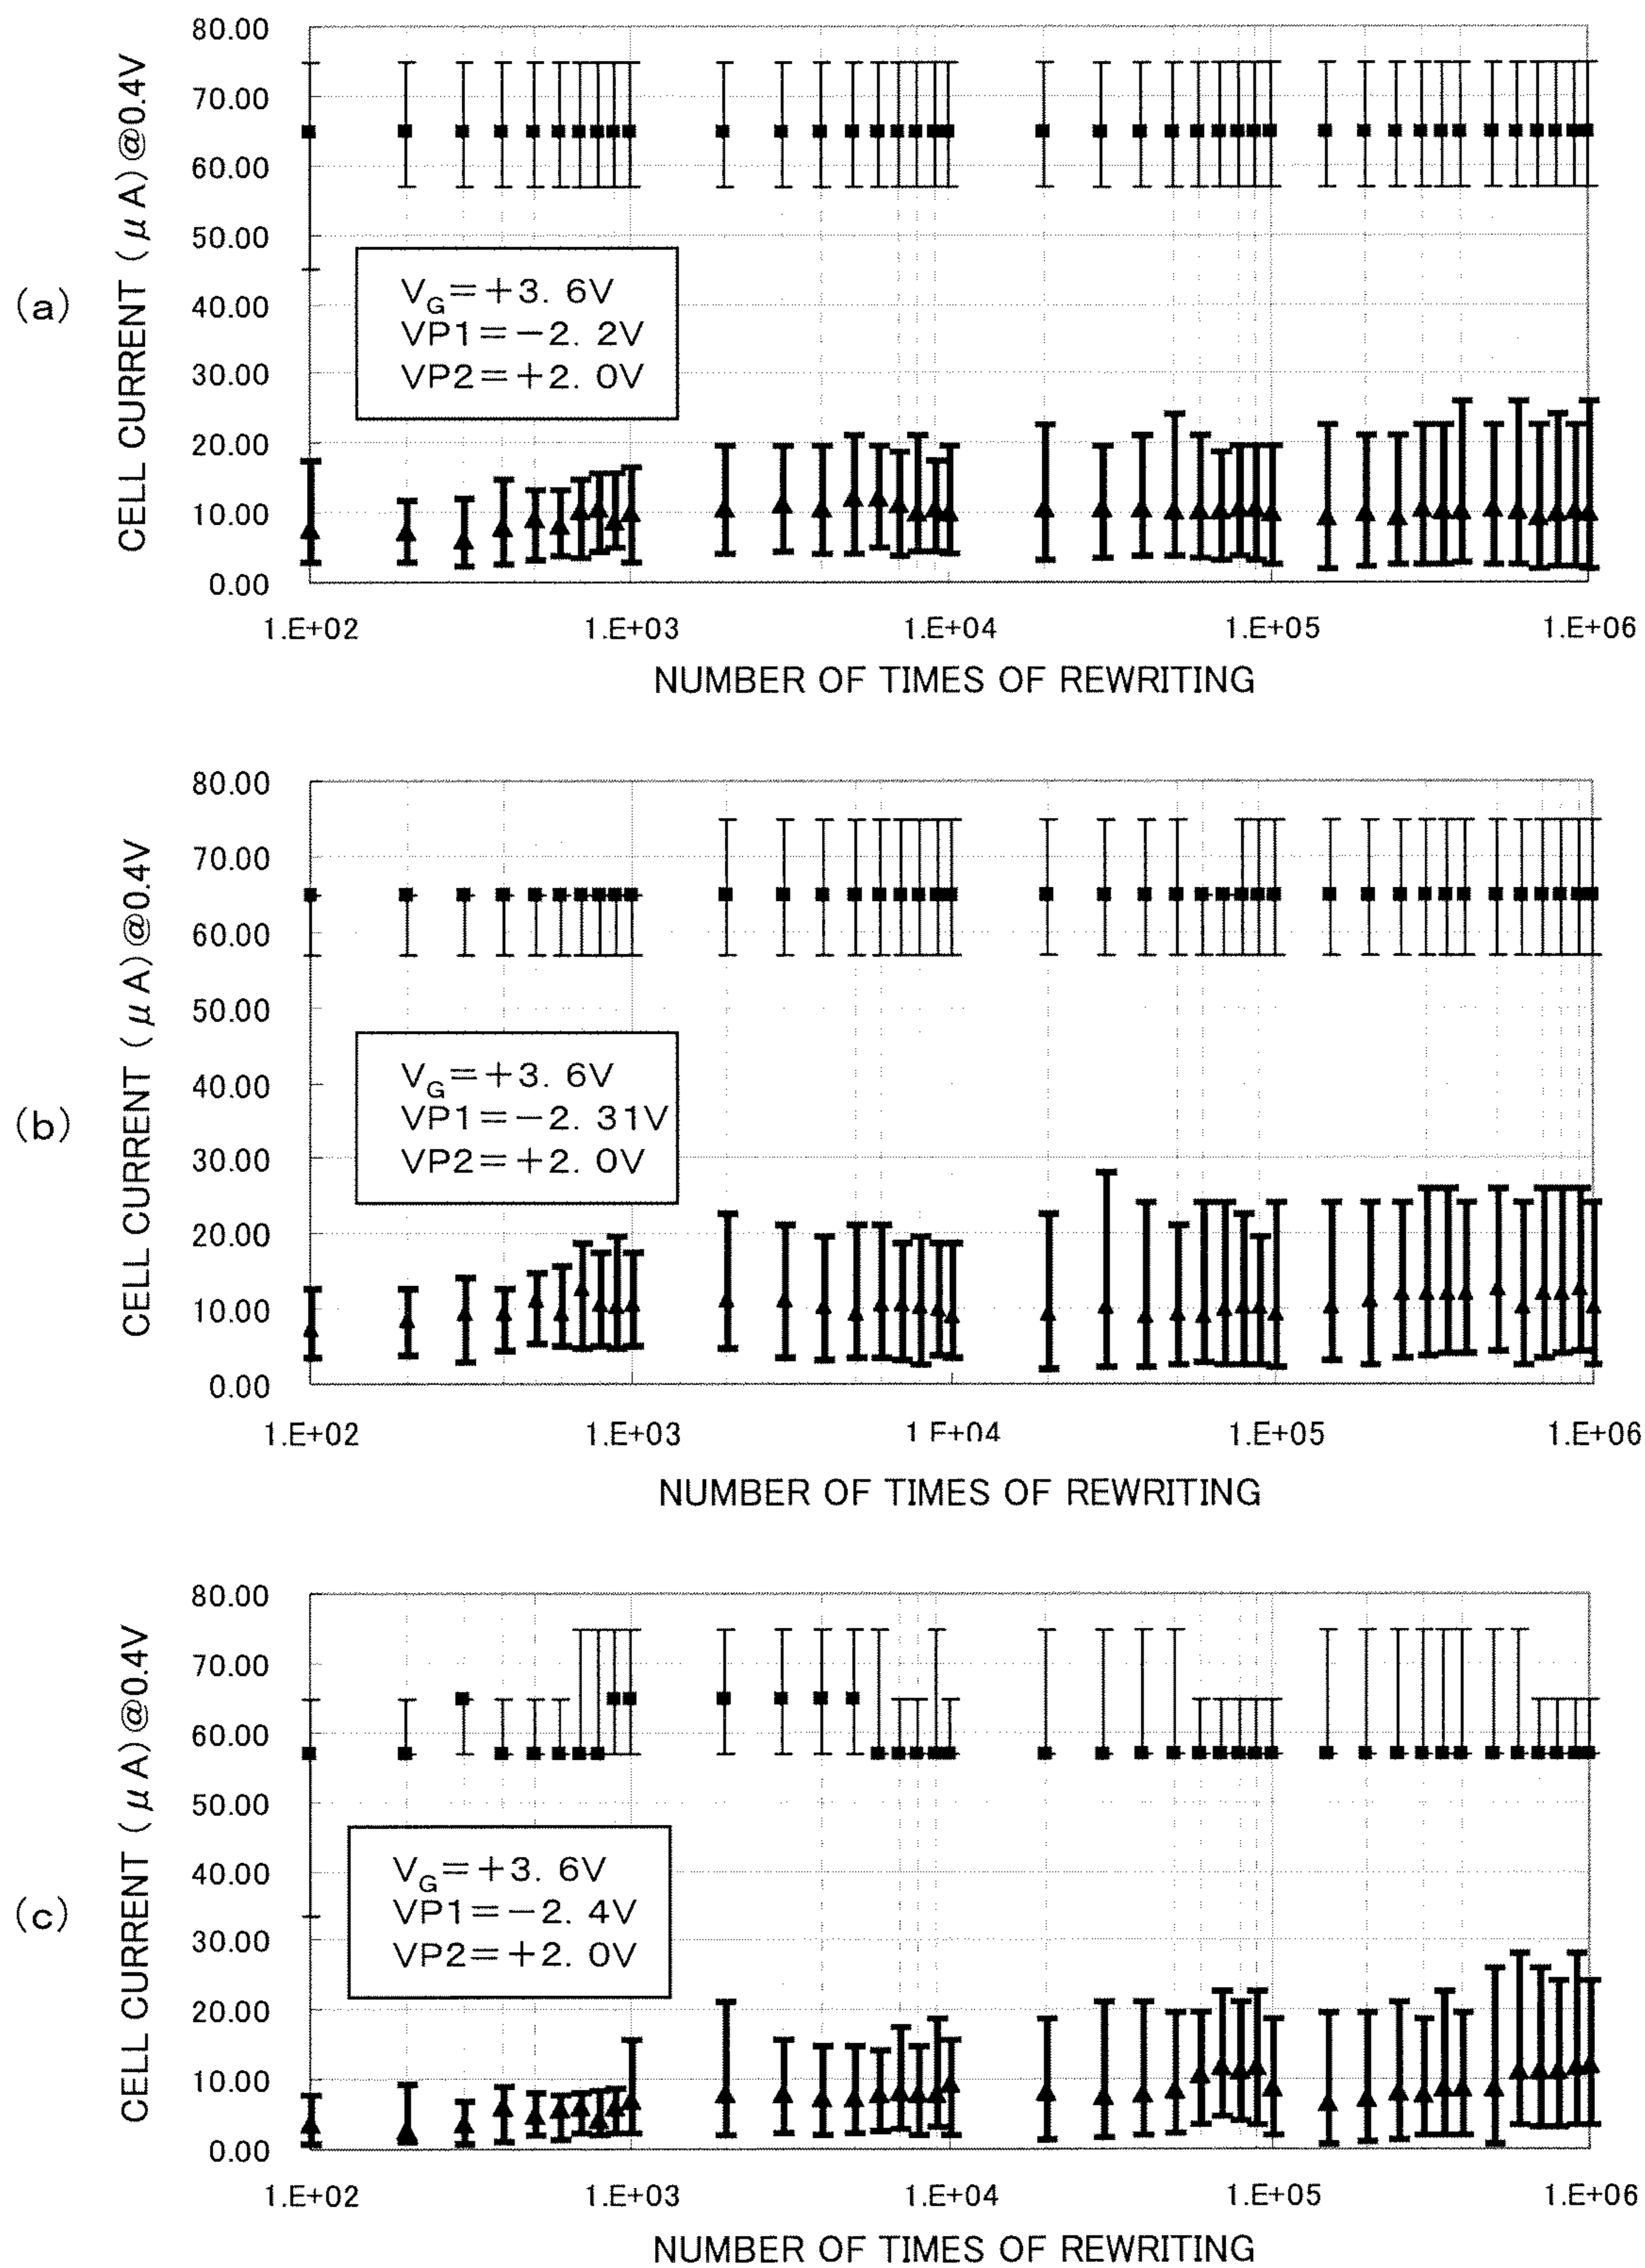 (a)
CELL CURRENT (μA)@0.4V
80.00
70.00
60.00
50.00
40.00
30.00
20.00
10.00
0.00
VG=+3.6V
VP1=-2.2V
VP2=+2.0V
1.E+02 1.E+03 1.E+04 1.E+05 1.E+06
NUMBER OF TIMES OF REWRITING
(b)
CELL CURRENT (μA)@0.4V
80.00
70.00
60.00
50.00
40.00
30.00
20.00
10.00
0.00
VG=+3.6V
VP1=-2.31V
VP2=+2.0V
1.E+02 1.E+03 1.E+04 1.E+05 1.E+06
NUMBER OF TIMES OF REWRITING
(c)
CELL CURRENT (μA)@0.4V
80.00
70.00
60.00
50.00
40.00
30.00
20.00
10.00
0.00
VG=+3.6V
VP1=-2.4V
VP2=+2.0V
1.E+02 1.E+03 1.E+04 1.E+05 1.E+06
NUMBER OF TIMES OF REWRITING